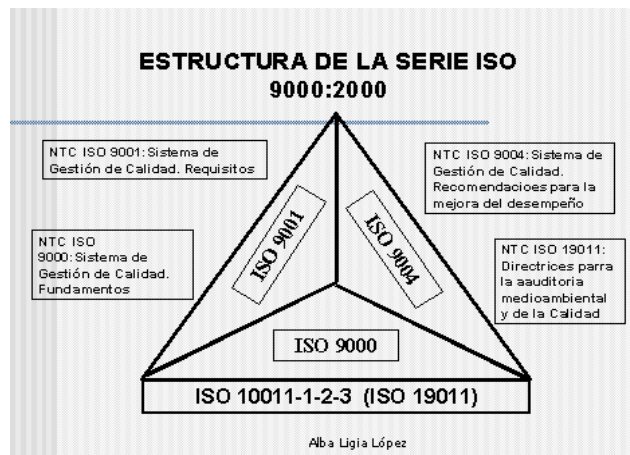 ESTRUCTURA DE LA SERIE ISO
9000:2000
NTC ISO 9001: Sistema de
Gestión de Calidad. Requisitos
NTC ISO 9004: Sistema de
Gestión de Calidad.
Recomendacioes para la
mejora del desempeño
NTC ISO
9000: Sistema de
Gestión de Calidad.
Fundamentos
ISO 9001
ISO 9004
NTC ISO 19011:
Directrices parra
la aauditoria
medioambiental
y de la Calidad
ISO 9000
ISO 10011-1-2-3 (ISO 19011)
Alba Ligia López